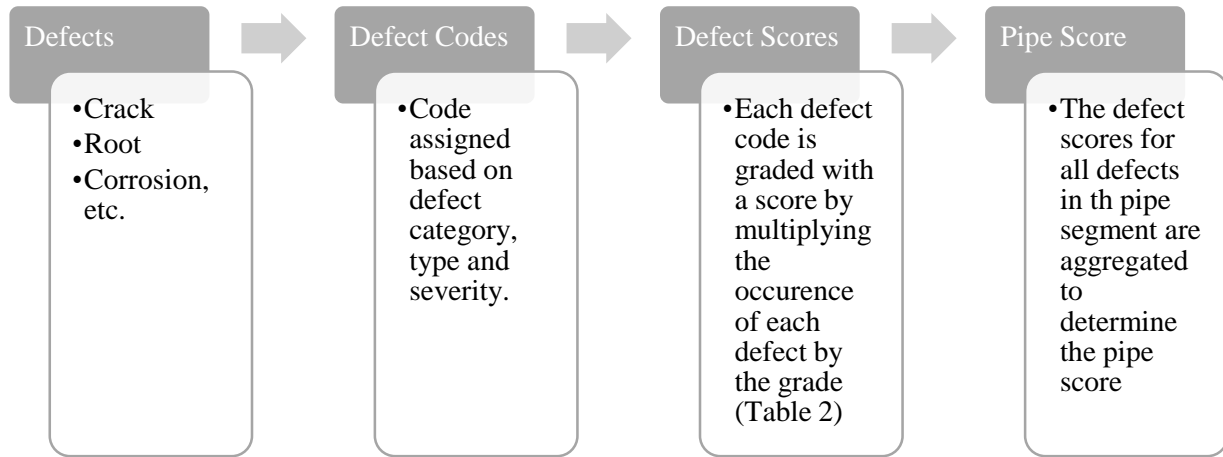 Defects
•Crack
•Root
•Corrosion,
etc.
Defect Codes
•Code
assigned
based on
defect
category,
type and
severity.
Defect Scores
•Each defect
code is
graded with
a score by
multiplying
the
occurence
of each
defect by
the grade
(Table 2)
Pipe Score
•The defect
scores for
all defects
in th pipe
segment are
aggregated
to
determine
the pipe
score